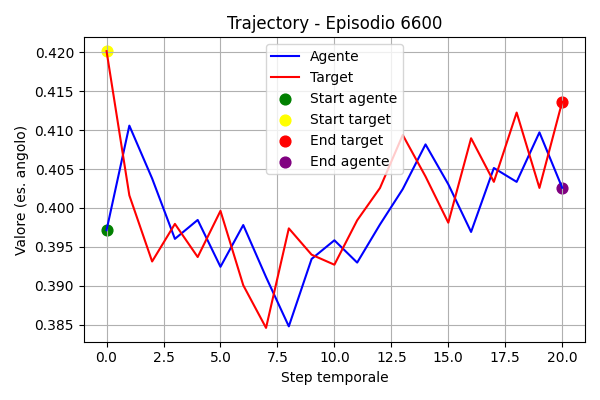 Trajectory - Episodio 6600
Valore (es. angolo)
0.420
0.415
0.410
0.405
0.400
0.395
0.390
0.385
Agente
Target
Start agente
Start target
End target
End agente
0.0 2.5 5.0 7.5 10.0 12.5 15.0 17.5 20.0
Step temporale